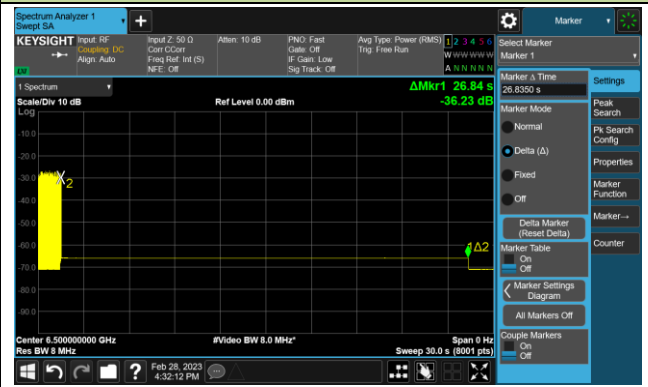 Spectrum Analyzer 1
Swept SA
Marker
KEYSIGHT
Input: RF
Coupling: DC
Align: Auto
Input Z: 50 Ω
Corr CCorr
Freq Ref: Int (S)
NFE: Off
Atten: 10 dB
PNO: Fast
Gate: Off
IF Gain: Low
Sig Track: Off
Avg Type: Power (RMS)
Trig: Free Run
1 2 3 4 5 6
W W W W W W
A N N N N N
Select Marker
Marker 1
LXI
1 Spectrum
ΔMkr1 26.84 s
-36.23 dB
Scale/Div 10 dB
Ref Level 0.00 dBm
Log
-10.0
-20.0
-30.0
-40.0
-50.0
-60.0
-70.0
-80.0
-90.0
2
1Δ2
Center 6.500000000 GHz
#Video BW 8.0 MHz*
Span 0 Hz
Res BW 8 MHz
Sweep 30.0 s (8001 pts)
Marker Δ Time
26.8350 s
Marker Mode
Normal
Delta (Δ)
Fixed
Off
Delta Marker
(Reset Delta)
Marker Table
On
Off
Marker Settings
Diagram
All Markers Off
Couple Markers
On
Off
Settings
Peak
Search
Pk Search
Config
Properties
Marker
Function
Marker→
Counter
Feb 28, 2023
4:32:12 PM